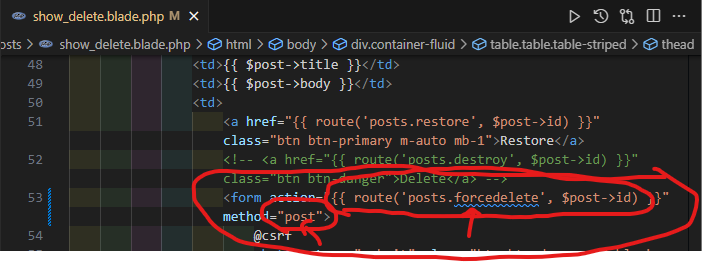 show_delete.blade.php M
osts > show_delete.blade.php > html > body > div.container-fluid > table.table.table-striped > thead
48 <td>{{ $post->title }}</td>
49 <td>{{ $post->body }}</td>
50 <td>
51 <a href="{{ route('posts.restore', $post->id) }}"
class="btn btn-primary m-auto mb-1">Restore</a>
52 <!-- <a href="{{ route('posts.destroy', $post->id) }}"
class="btn btn-danger">Delete</a> -->
53 <form action="{{ route('posts.forcedelete', $post->id) }}"
method="post">
54 @csrf